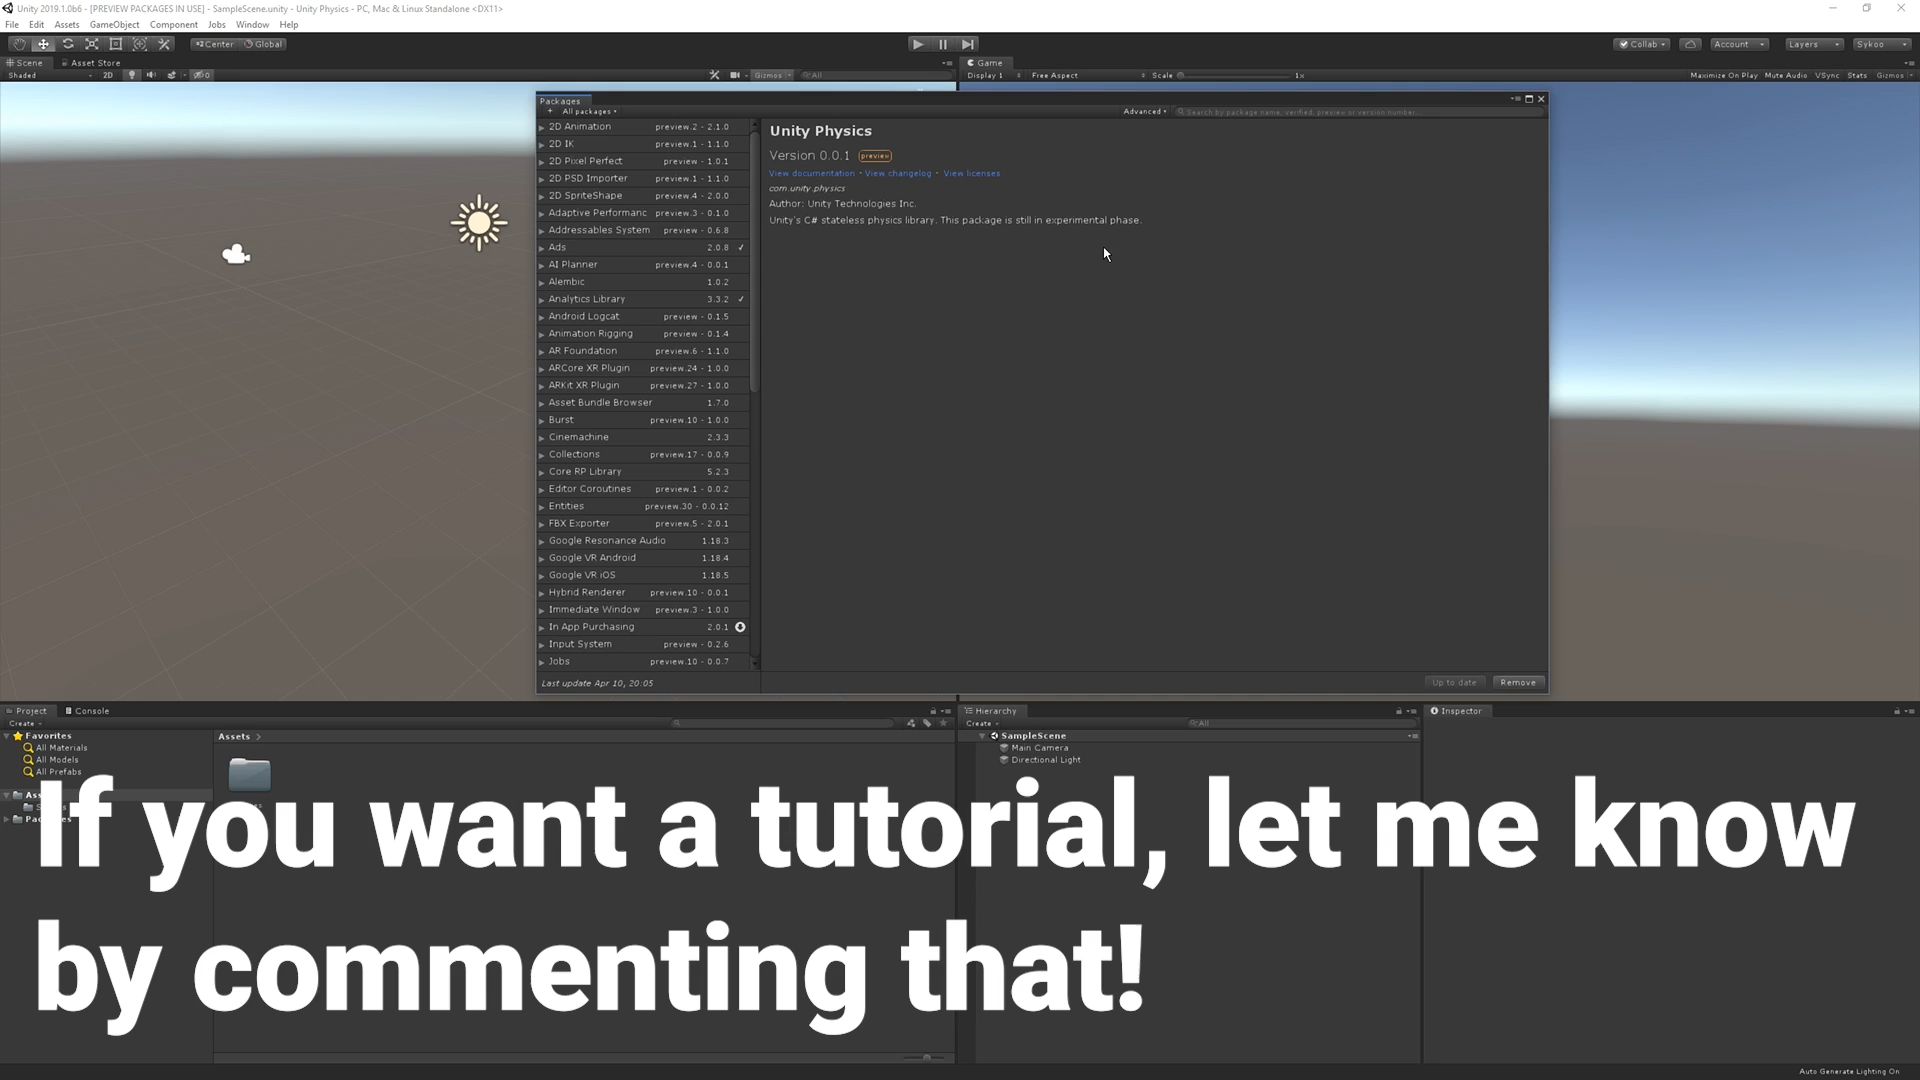 Unity 2019.1.0b6 - [PREVIEW PACKAGES IN USE] - SampleScene.unity - Unity Physics - PC, Mac & Linux Standalone <DX11>
File Edit Assets GameObject Component Jobs Window Help
Center Global
Collab Account Layers Sykoo
Scene Asset Store
Game
Shaded 2D 0 Gizmos All
Display 1 Free Aspect Scale 1x Maximize On Play Mute Audio VSync Stats Gizmos
Packages
+ All packages Advanced Search by package name, verified, preview or version number...
2D Animation preview.2 - 2.1.0
2D IK preview.1 - 1.1.0
2D Pixel Perfect preview - 1.0.1
2D PSD Importer preview.1 - 1.1.0
2D SpriteShape preview.4 - 2.0.0
Adaptive Performanc preview.3 - 0.1.0
Addressables System preview - 0.6.8
Ads 2.0.8 ✓
AI Planner preview.4 - 0.0.1
Alembic 1.0.2
Analytics Library 3.3.2 ✓
Android Logcat preview - 0.1.5
Animation Rigging preview - 0.1.4
AR Foundation preview.6 - 1.1.0
ARCore XR Plugin preview.24 - 1.0.0
ARKit XR Plugin preview.27 - 1.0.0
Asset Bundle Browser 1.7.0
Burst preview.10 - 1.0.0
Cinemachine 2.3.3
Collections preview.17 - 0.0.9
Core RP Library 5.2.3
Editor Coroutines preview.1 - 0.0.2
Entities preview.30 - 0.0.12
FBX Exporter preview.5 - 2.0.1
Google Resonance Audio 1.18.3
Google VR Android 1.18.4
Google VR iOS 1.18.5
Hybrid Renderer preview.10 - 0.0.1
Immediate Window preview.3 - 1.0.0
In App Purchasing 2.0.1
Input System preview - 0.2.6
Jobs preview.10 - 0.0.7
Last update Apr 10, 20:05
Unity Physics
Version 0.0.1 preview
View documentation • View changelog • View licenses
com.unity.physics
Author: Unity Technologies Inc.
Unity's C# stateless physics library. This package is still in experimental phase.
Up to date Remove
Project Console
Create
Favorites
All Materials
All Models
All Prefabs
Assets >
Hierarchy
Create All
SampleScene
Main Camera
Directional Light
Inspector
If you want a tutorial, let me know
by commenting that!
Auto Generate Lighting On